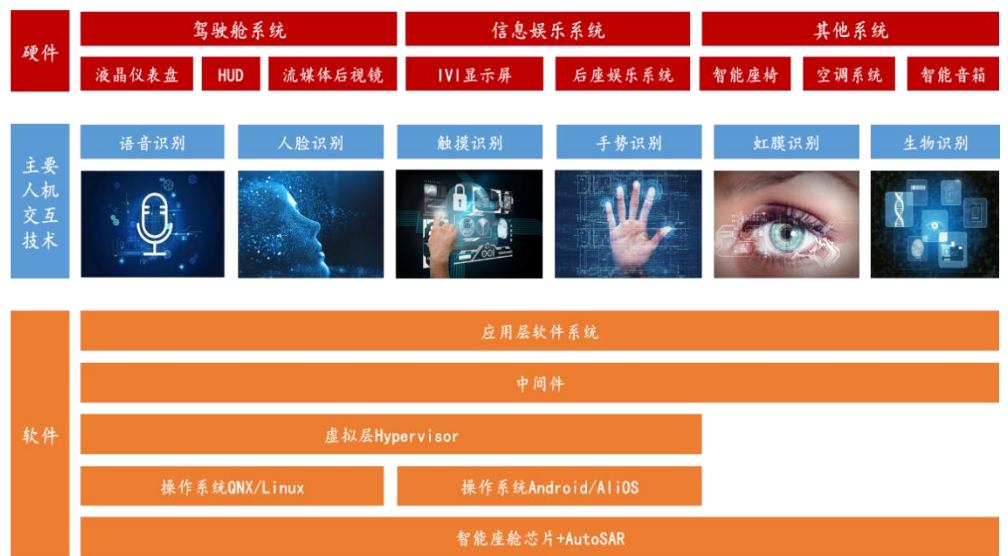 硬件
驾驶舱系统
信息娱乐系统
其他系统
液晶仪表盘
HUD
流媒体后视镜
IVI显示屏
后座娱乐系统
智能座椅
空调系统
智能音箱
主要
人机
交互
技术
语音识别
人脸识别
触摸识别
手势识别
虹膜识别
生物识别
软件
应用层软件系统
中间件
虚拟层Hypervisor
操作系统QNX/Linux
操作系统Android/AliOS
智能座舱芯片+AutoSAR